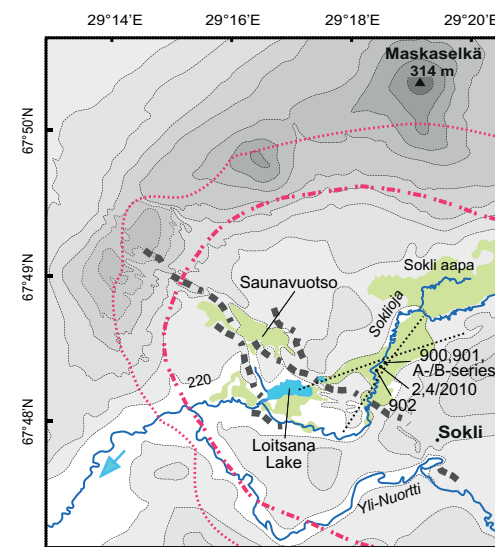 29°14'E 29°16'E 29°18'E 29°20'E
Maskaselkä
314 m
67°50'N
67°49'N
Sokli aapa
Saunavuotso
Soklioja
900,901,
A-/B-series
2,4/2010
220
902
67°48'N
Loitsana
Lake
Sokli
Yli-Nuortti